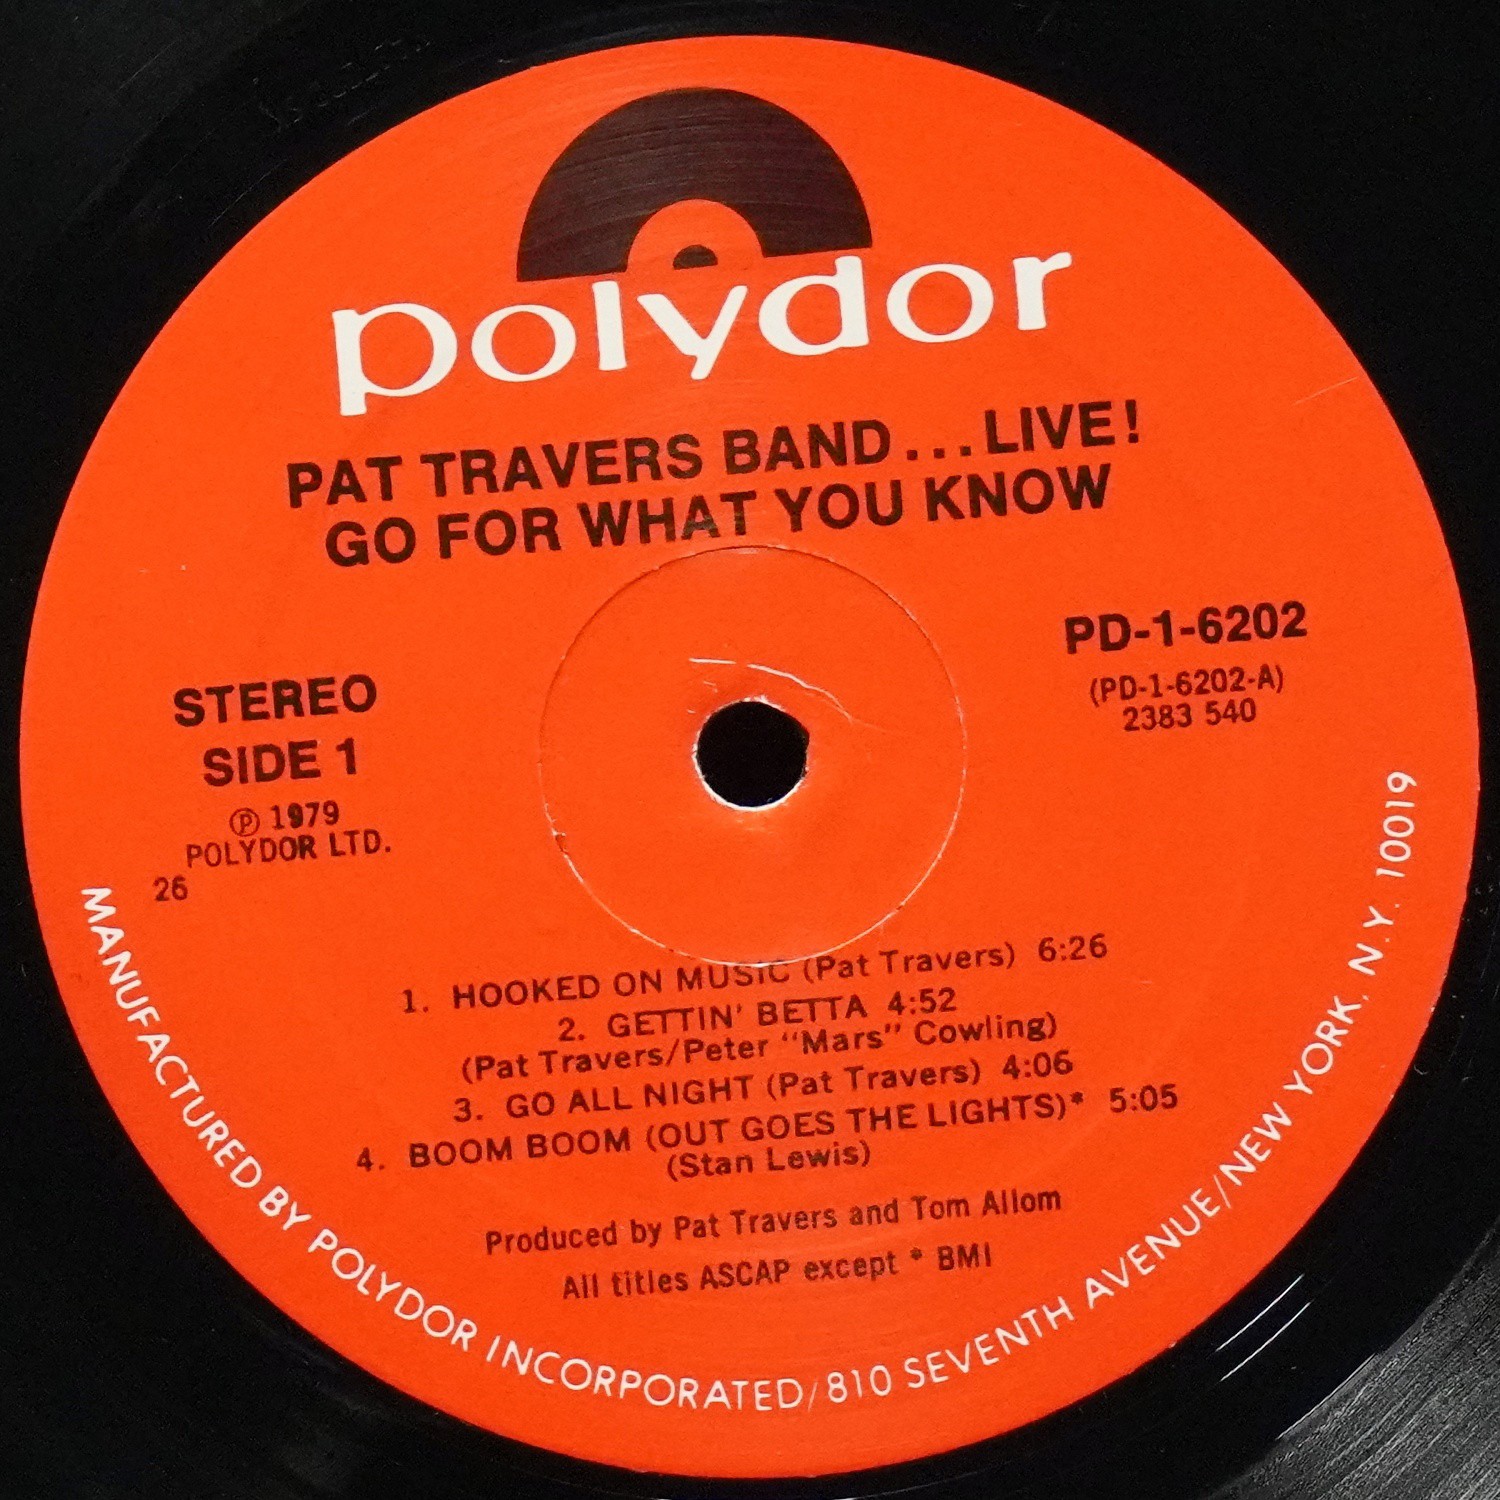 polydor
PAT TRAVERS BAND...LIVE!
GO FOR WHAT YOU KNOW
STEREO
SIDE 1
℗ 1979
POLYDOR LTD.
26
PD-1-6202
(PD-1-6202-A)
2383 540
1. HOOKED ON MUSIC (Pat Travers) 6:26
2. GETTIN' BETTA 4:52
(Pat Travers/Peter "Mars" Cowling)
3. GO ALL NIGHT (Pat Travers) 4:06
4. BOOM BOOM (OUT GOES THE LIGHTS)* 5:05
(Stan Lewis)
Produced by Pat Travers and Tom Allom
All titles ASCAP except * BMI
MANUFACTURED BY POLYDOR INCORPORATED/810 SEVENTH AVENUE/NEW YORK, N.Y. 10019